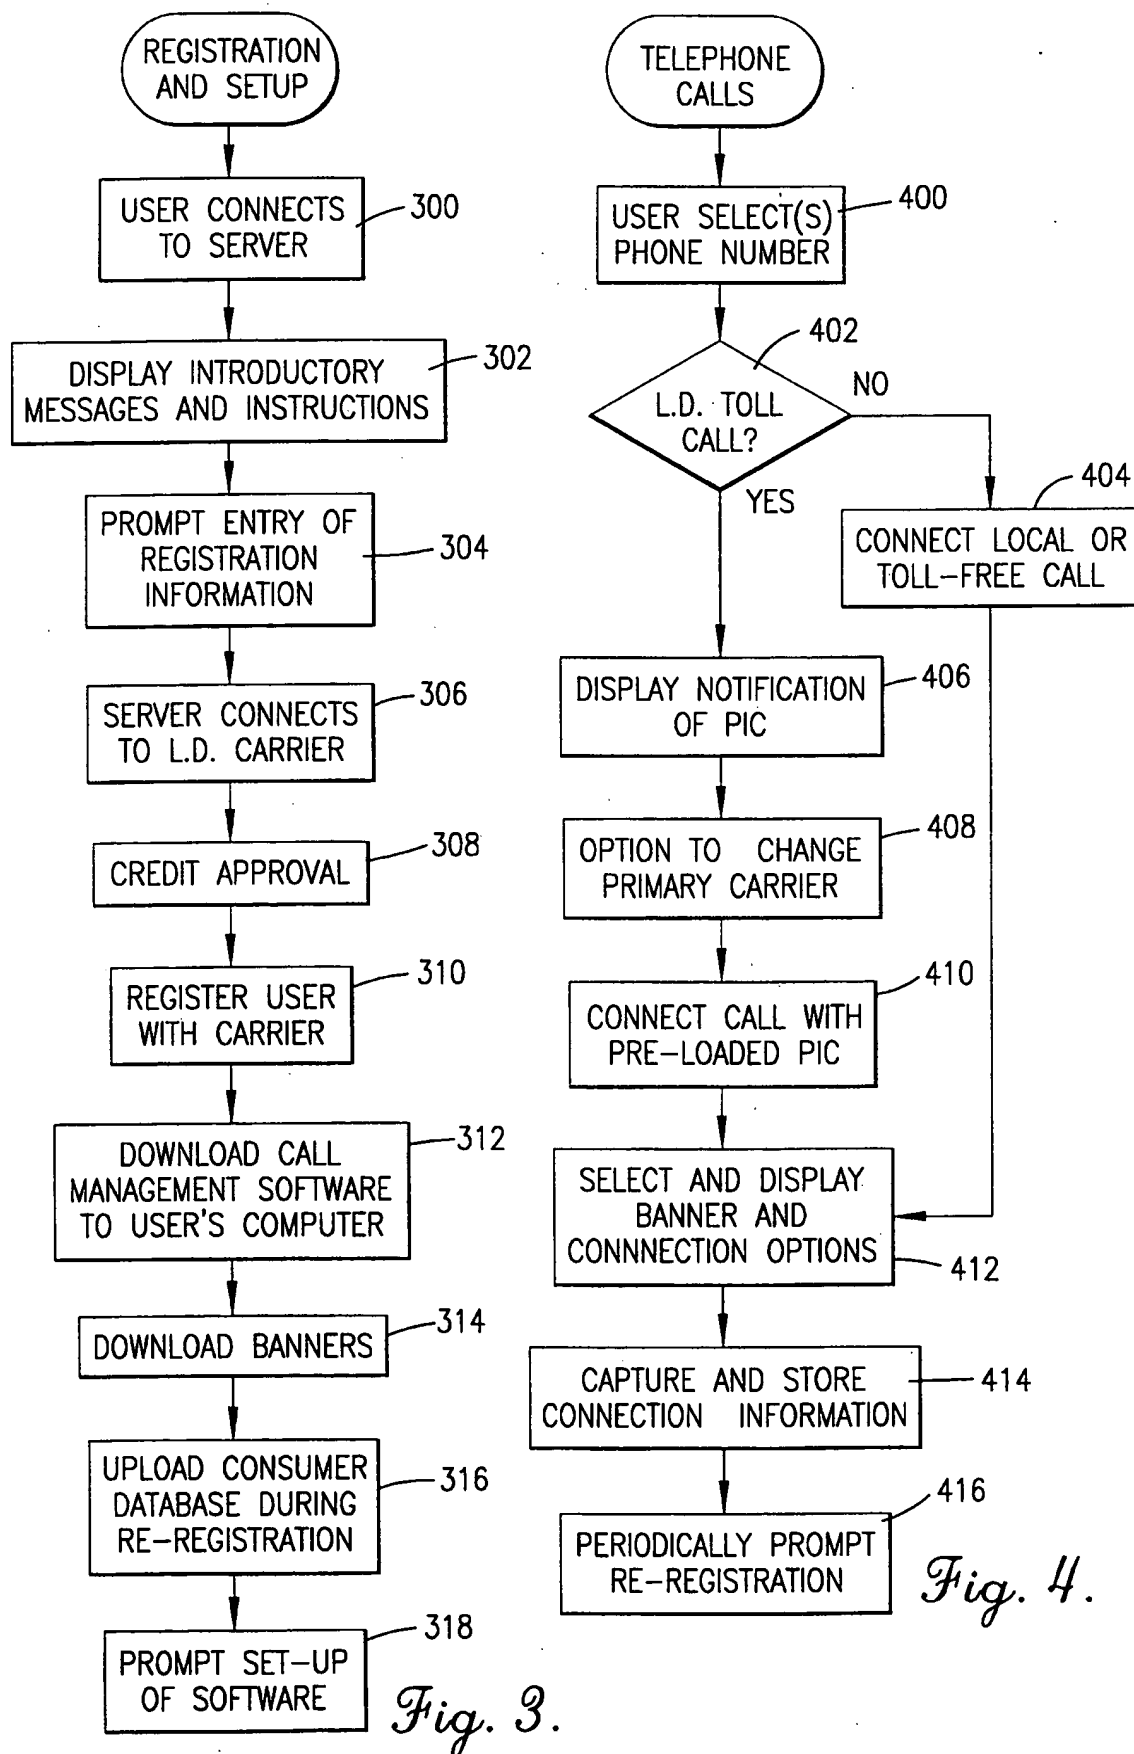 REGISTRATION
AND SETUP
USER CONNECTS
TO SERVER
300
DISPLAY INTRODUCTORY
MESSAGES AND INSTRUCTIONS
302
PROMPT ENTRY OF
REGISTRATION
INFORMATION
304
SERVER CONNECTS
TO L.D. CARRIER
306
CREDIT APPROVAL
308
REGISTER USER
WITH CARRIER
310
DOWNLOAD CALL
MANAGEMENT SOFTWARE
TO USER'S COMPUTER
312
DOWNLOAD BANNERS
314
UPLOAD CONSUMER
DATABASE DURING
RE-REGISTRATION
316
PROMPT SET-UP
OF SOFTWARE
318
Fig. 3.
TELEPHONE
CALLS
USER SELECT(S)
PHONE NUMBER
400
L.D. TOLL
CALL?
402
NO
YES
CONNECT LOCAL OR
TOLL-FREE CALL
404
DISPLAY NOTIFICATION
OF PIC
406
OPTION TO CHANGE
PRIMARY CARRIER
408
CONNECT CALL WITH
PRE-LOADED PIC
410
SELECT AND DISPLAY
BANNER AND
CONNNECTION OPTIONS
412
CAPTURE AND STORE
CONNECTION INFORMATION
414
PERIODICALLY PROMPT
RE-REGISTRATION
416
Fig. 4.